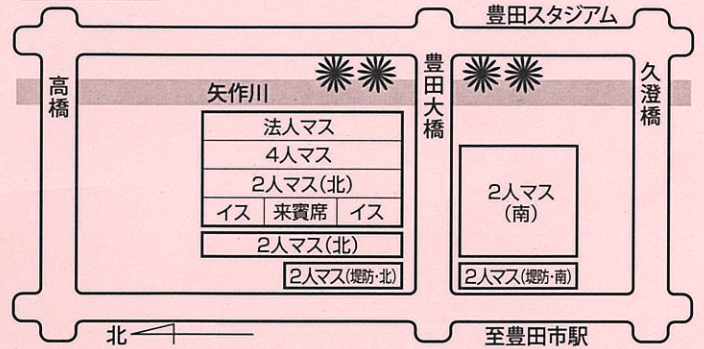 豊田スタジアム
高橋
豊田大橋
久澄橋
矢作川
法人マス
4人マス
2人マス(北)
イス 来賓席 イス
2人マス(北)
2人マス(堤防・北)
2人マス
(南)
2人マス(堤防・南)
北
至豊田市駅